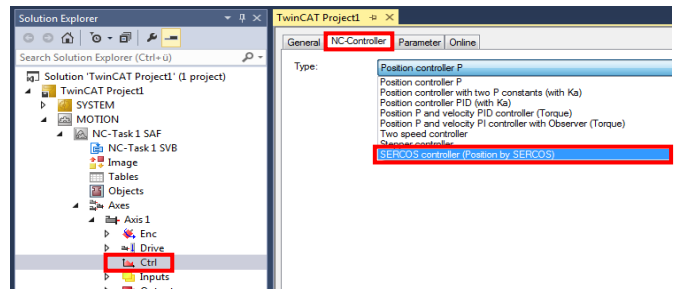 Solution Explorer
Search Solution Explorer (Ctrl+ü)
Solution 'TwinCAT Project1' (1 project)
TwinCAT Project1
SYSTEM
MOTION
NC-Task 1 SAF
NC-Task 1 SVB
Image
Tables
Objects
Axes
Axis 1
Enc
Drive
Ctrl
Inputs
TwinCAT Project1
General NC-Controller Parameter Online
Type:
Position controller P
Position controller P
Position controller with two P constants (with Ka)
Position controller PID (with Ka)
Position P and velocity PID controller (Torque)
Position P and velocity PI controller with Observer (Torque)
Two speed controller
Stepper controller
SERCOS controller (Position by SERCOS)